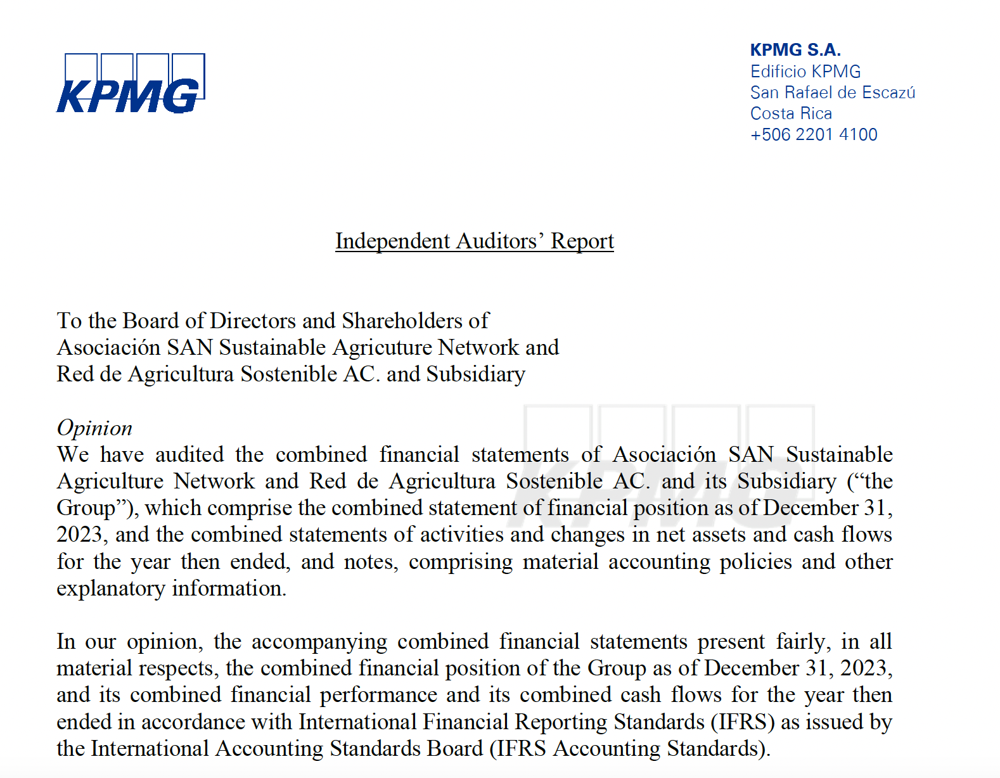 KPMG
KPMG S.A.
Edificio KPMG
San Rafael de Escazú
Costa Rica
+506 2201 4100
Independent Auditors’ Report
To the Board of Directors and Shareholders of
Asociación SAN Sustainable Agricuture Network and
Red de Agricultura Sostenible AC. and Subsidiary
Opinion
We have audited the combined financial statements of Asociación SAN Sustainable
Agriculture Network and Red de Agricultura Sostenible AC. and its Subsidiary (“the
Group”), which comprise the combined statement of financial position as of December 31,
2023, and the combined statements of activities and changes in net assets and cash flows
for the year then ended, and notes, comprising material accounting policies and other
explanatory information.
KPMG
In our opinion, the accompanying combined financial statements present fairly, in all
material respects, the combined financial position of the Group as of December 31, 2023,
and its combined financial performance and its combined cash flows for the year then
ended in accordance with International Financial Reporting Standards (IFRS) as issued by
the International Accounting Standards Board (IFRS Accounting Standards).